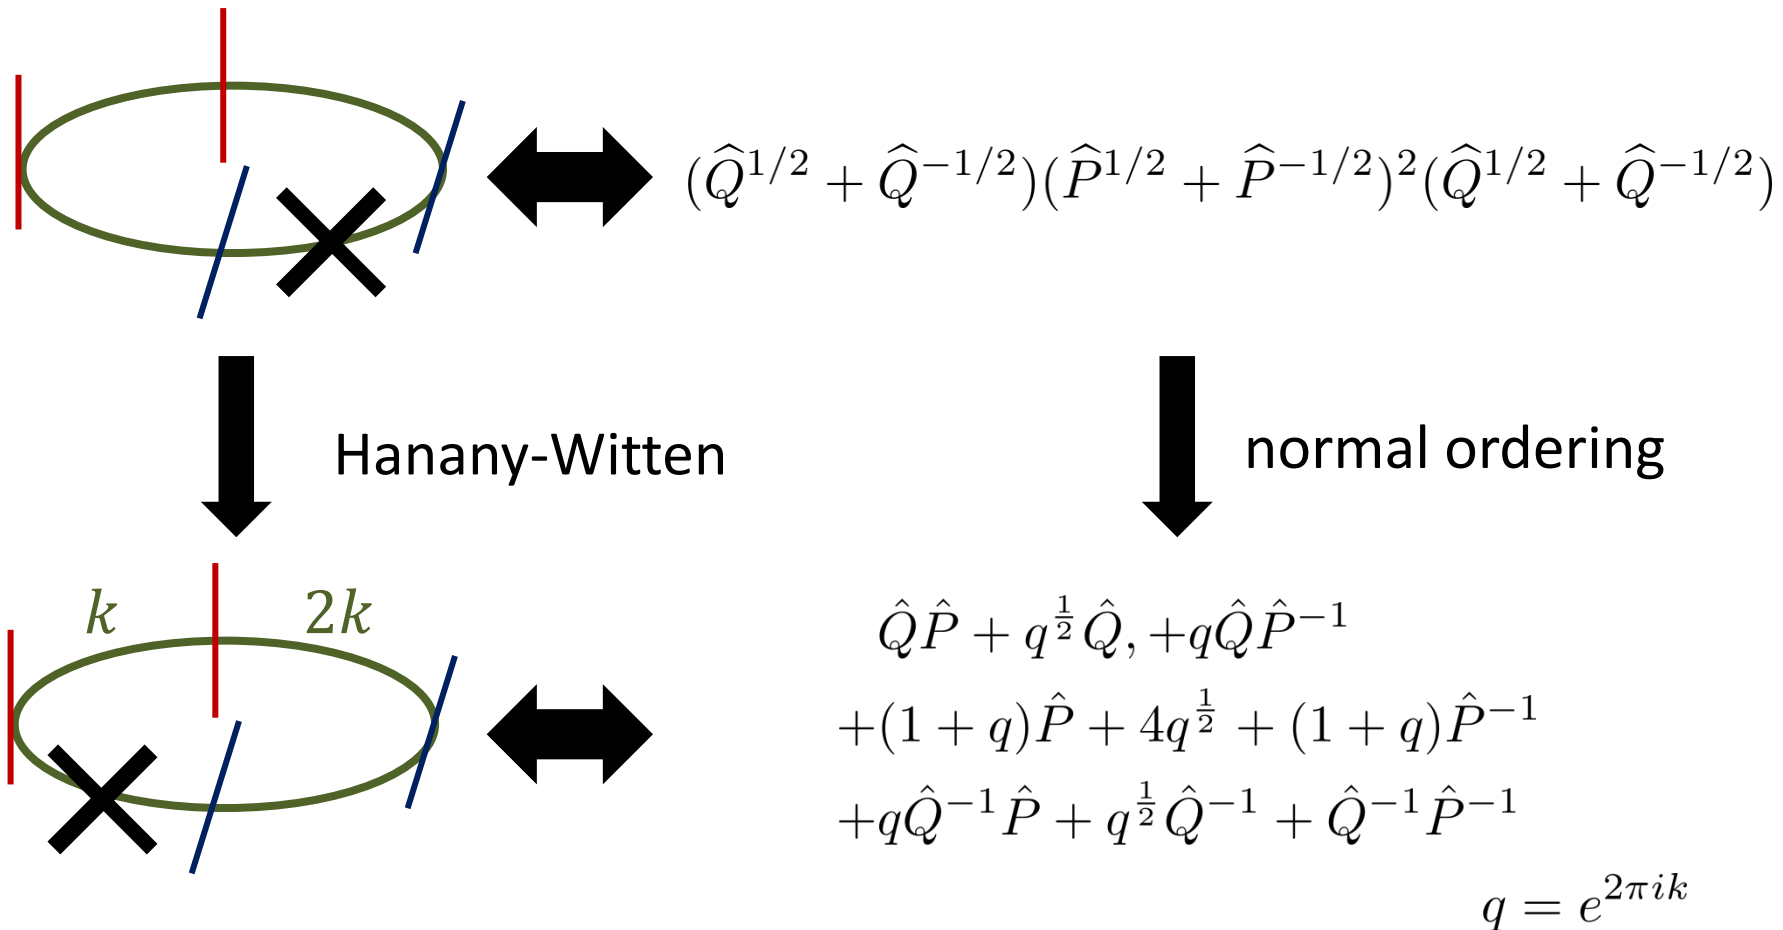 $(\widehat{Q}^{1/2} + \widehat{Q}^{-1/2})(\widehat{P}^{1/2} + \widehat{P}^{-1/2})^2(\widehat{Q}^{1/2} + \widehat{Q}^{-1/2})$
Hanany-Witten
normal ordering
$k$
$2k$
$\hat{Q}\hat{P} + q^{\frac{1}{2}}\hat{Q}, +q\hat{Q}\hat{P}^{-1}$
$+(1 + q)\hat{P} + 4q^{\frac{1}{2}} + (1 + q)\hat{P}^{-1}$
$+q\hat{Q}^{-1}\hat{P} + q^{\frac{1}{2}}\hat{Q}^{-1} + \hat{Q}^{-1}\hat{P}^{-1}$
$q = e^{2\pi i k}$